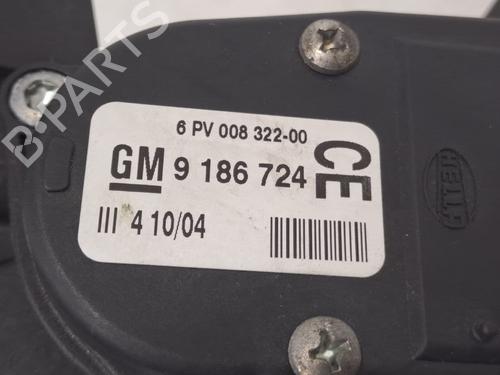 6 PV 008 322-00
GM 9 186 724
CE
III 4 10/04
HELLA
B-PARTS